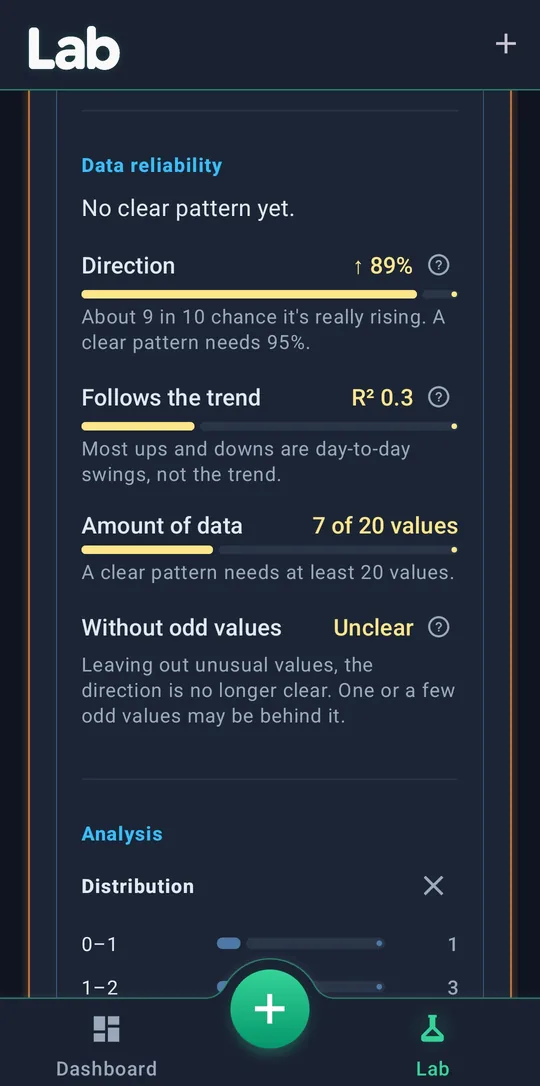 Lab
Data reliability
No clear pattern yet.
Direction ↑ 89% ?
About 9 in 10 chance it's really rising. A
clear pattern needs 95%.
Follows the trend R² 0.3 ?
Most ups and downs are day-to-day
swings, not the trend.
Amount of data 7 of 20 values
A clear pattern needs at least 20 values.
Without odd values Unclear ?
Leaving out unusual values, the
direction is no longer clear. One or a few
odd values may be behind it.
Analysis
Distribution
0–1 1
1–2 3
Dashboard Lab